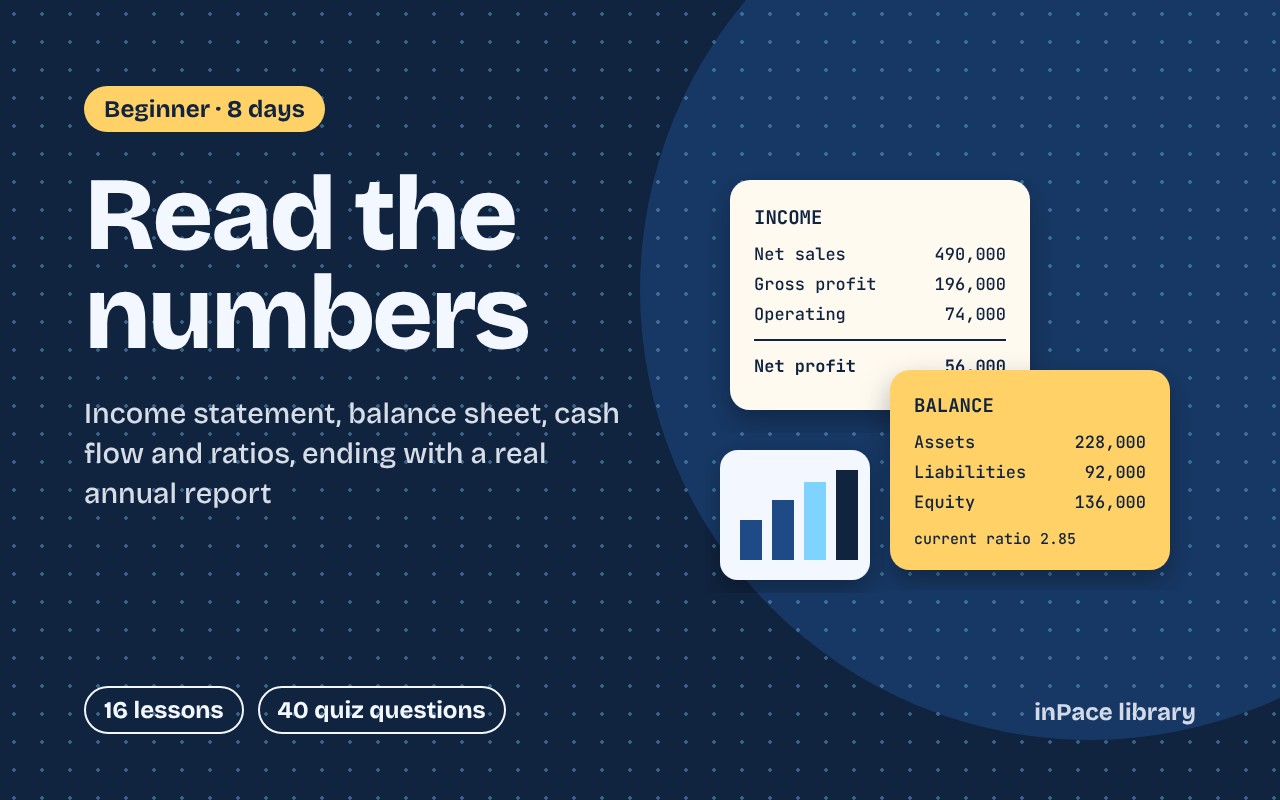 Beginner · 8 days
Read the
numbers
Income statement, balance sheet, cash
flow and ratios, ending with a real
annual report
16 lessons
40 quiz questions
INCOME
Net sales 490,000
Gross profit 196,000
Operating 74,000
Net profit 56,000
BALANCE
Assets 228,000
Liabilities 92,000
Equity 136,000
current ratio 2.85
inPace library